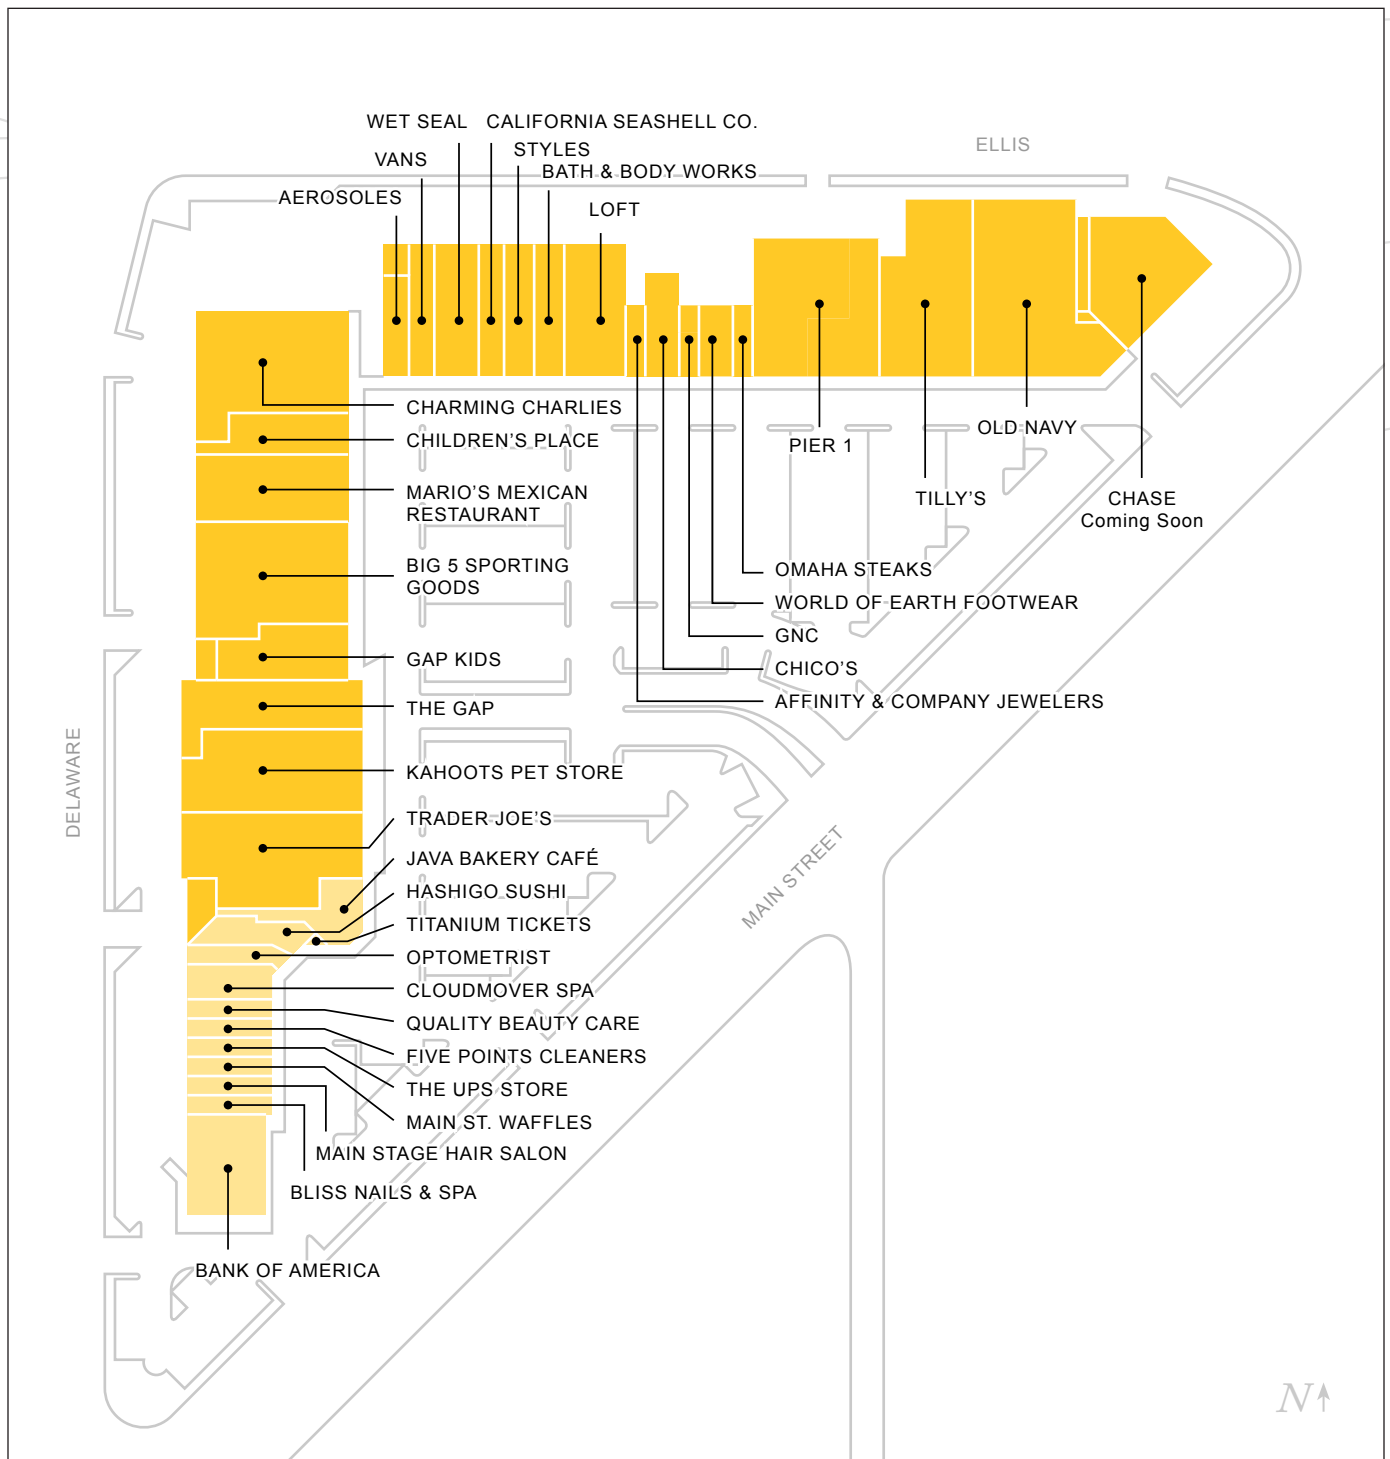 WET SEAL
CALIFORNIA SEASHELL CO.
ELLIS
STYLES
VANS
BATH & BODY WORKS
AEROSOLES
LOFT
CHARMING CHARLIES
CHILDREN'S PLACE
OLD NAVY
PIER 1
MARIO'S MEXICAN
RESTAURANT
TILLY'S
CHASE
Coming Soon
BIG 5 SPORTING
GOODS
OMAHA STEAKS
WORLD OF EARTH FOOTWEAR
GNC
GAP KIDS
CHICO'S
AFFINITY & COMPANY JEWELERS
THE GAP
DELAWARE
KAHOOTS PET STORE
TRADER JOE'S
MAIN STREET
JAVA BAKERY CAFÉ
HASHIGO SUSHI
TITANIUM TICKETS
OPTOMETRIST
CLOUDMOVER SPA
QUALITY BEAUTY CARE
FIVE POINTS CLEANERS
THE UPS STORE
MAIN ST. WAFFLES
MAIN STAGE HAIR SALON
BLISS NAILS & SPA
BANK OF AMERICA
N